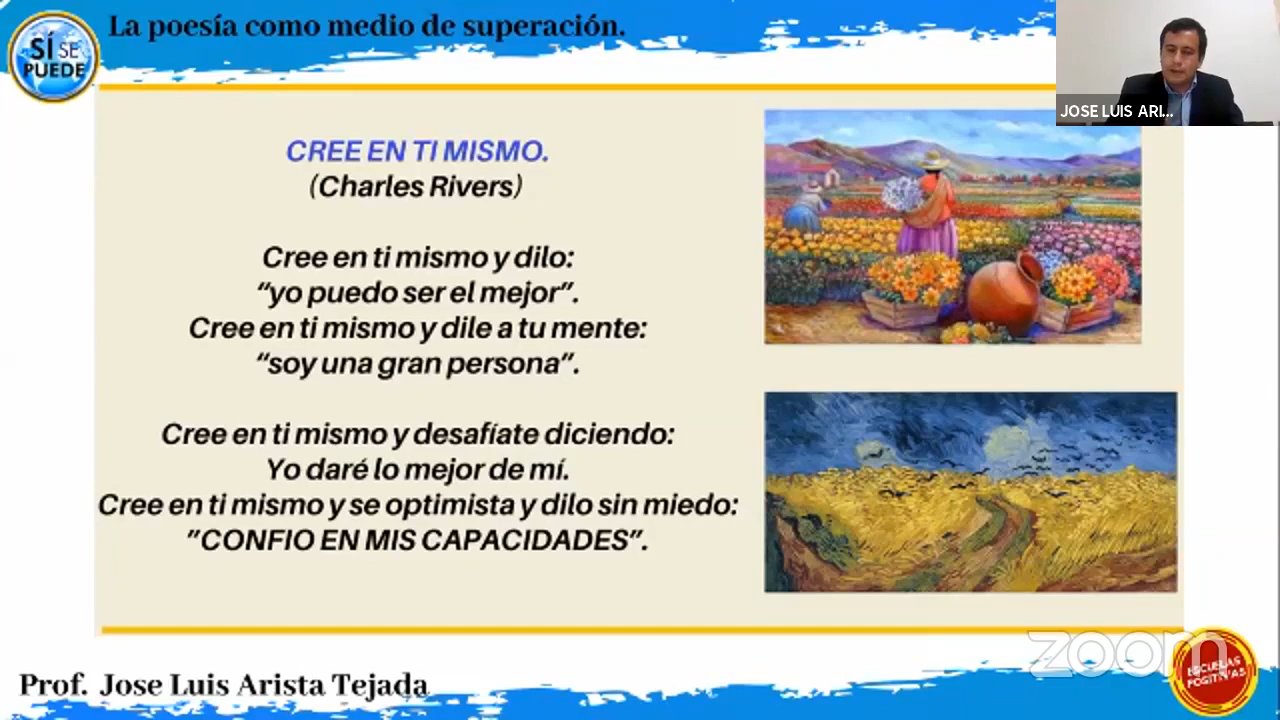 La poesía como medio de superación.
SÍ SE
PUEDE
JOSE LUIS ARI...
CREE EN TI MISMO.
(Charles Rivers)
Cree en ti mismo y dilo:
“yo puedo ser el mejor”.
Cree en ti mismo y dile a tu mente:
“soy una gran persona”.
Cree en ti mismo y desafíate diciendo:
Yo daré lo mejor de mí.
Cree en ti mismo y se optimista y dilo sin miedo:
”CONFIO EN MIS CAPACIDADES”.
zoom
ESCUELAS
POSITIVAS
Prof. Jose Luis Arista Tejada